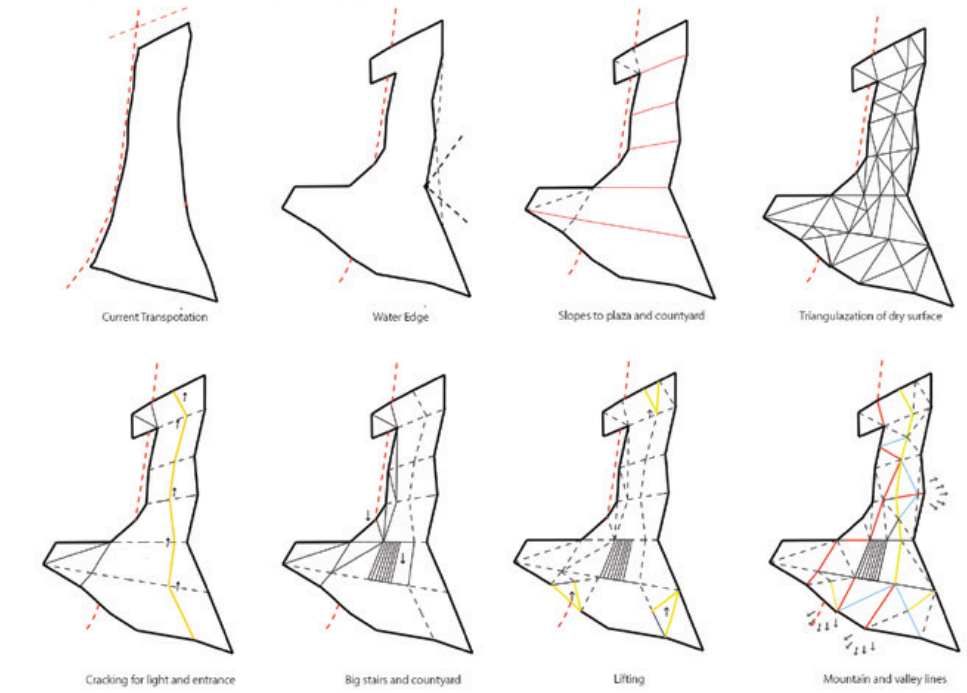 Current Transpotation
Water Edge
Slopes to plaza and countyard
Triangulazation of dry surface
Cracking for light and entrance
Big stairs and countyard
Lifting
Mountain and valley lines